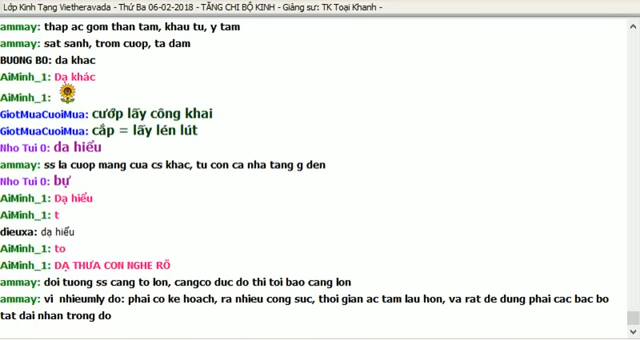 Lớp Kinh Tạng Vietheravada - Thứ Ba 06-02-2018 - TĂNG CHI BỘ KINH - Giảng sư: TK Toại Khanh -
ammay: thap ac gom than tam, khau tu, y tam
ammay: sat sanh, trom cuop, ta dam
BUONG BO: da khac
AiMinh_1: Dạ khác
AiMinh_1:
GiotMuaCuoiMua: cướp lấy công khai
GiotMuaCuoiMua: cắp = lấy lén lút
Nho Tui 0: da hiểu
ammay: ss la cuop mang cua cs khac, tu con ca nha tang g den
Nho Tui 0: bự
AiMinh_1: Dạ hiểu
AiMinh_1: t
dieuxa: dạ hiểu
AiMinh_1: to
AiMinh_1: DẠ THƯA CON NGHE RÕ
ammay: doi tuong ss cang to lon, cangco duc do thi toi bao cang lon
ammay: vi nhieumly do: phai co ke hoach, ra nhieu cong suc, thoi gian ac tam lau hon, va rat de dung phai cac bac bo
tat dai nhan trong do